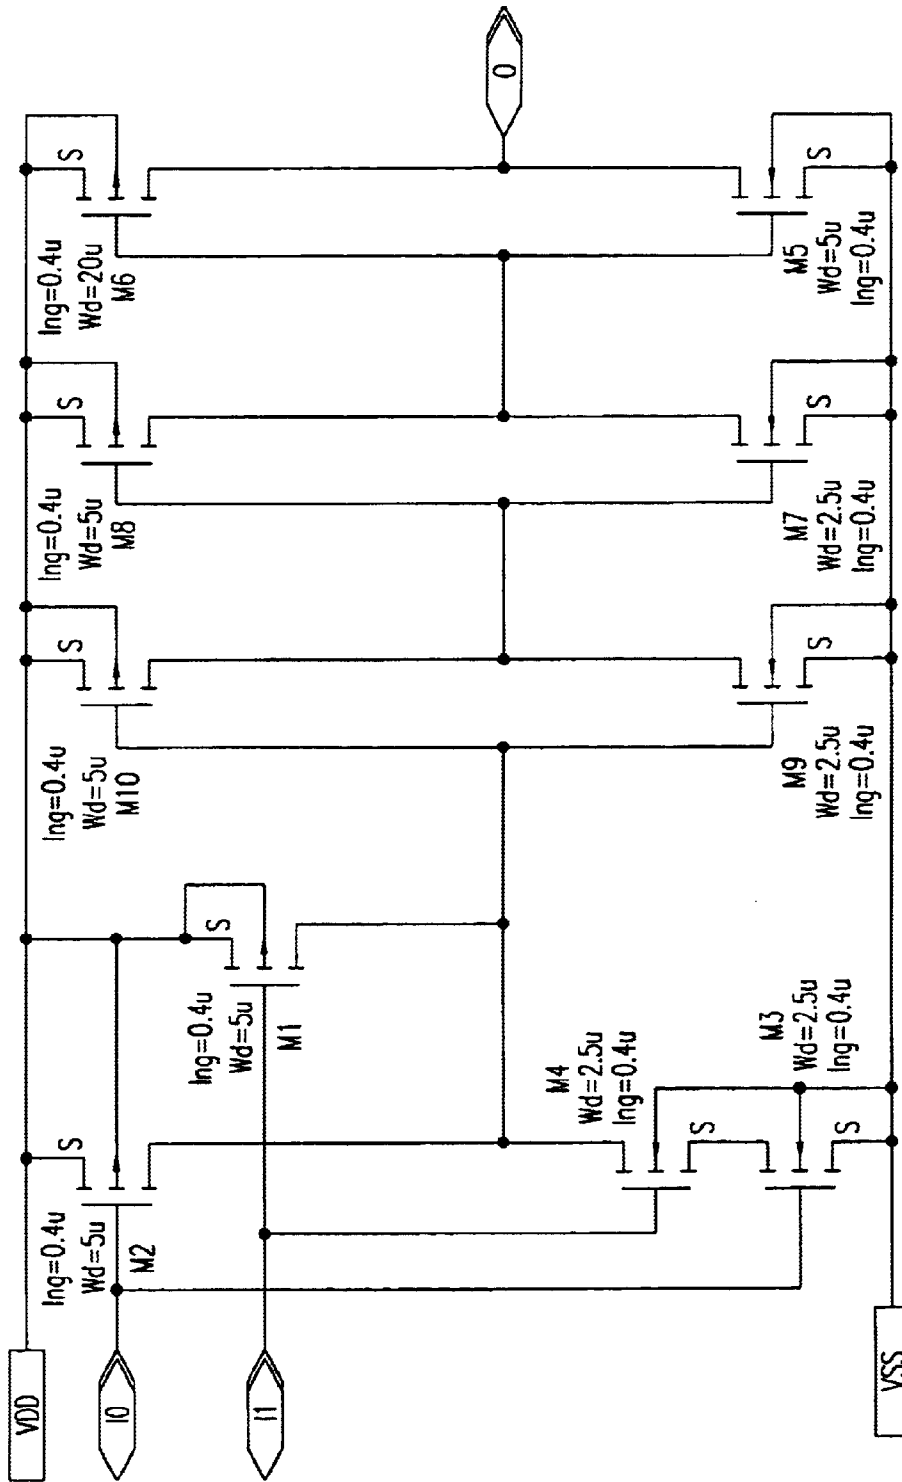 VDD
I0
I1
VSS
lng=0.4u
Wd=5u
M2
lng=0.4u
Wd=5u
M1
M4
Wd=2.5u
lng=0.4u
M3
Wd=2.5u
lng=0.4u
S
S
S
S
lng=0.4u
Wd=5u
M10
M9
Wd=2.5u
lng=0.4u
S
S
lng=0.4u
Wd=5u
M8
M7
Wd=2.5u
lng=0.4u
S
S
lng=0.4u
Wd=20u
M6
M5
Wd=5u
lng=0.4u
S
S
O